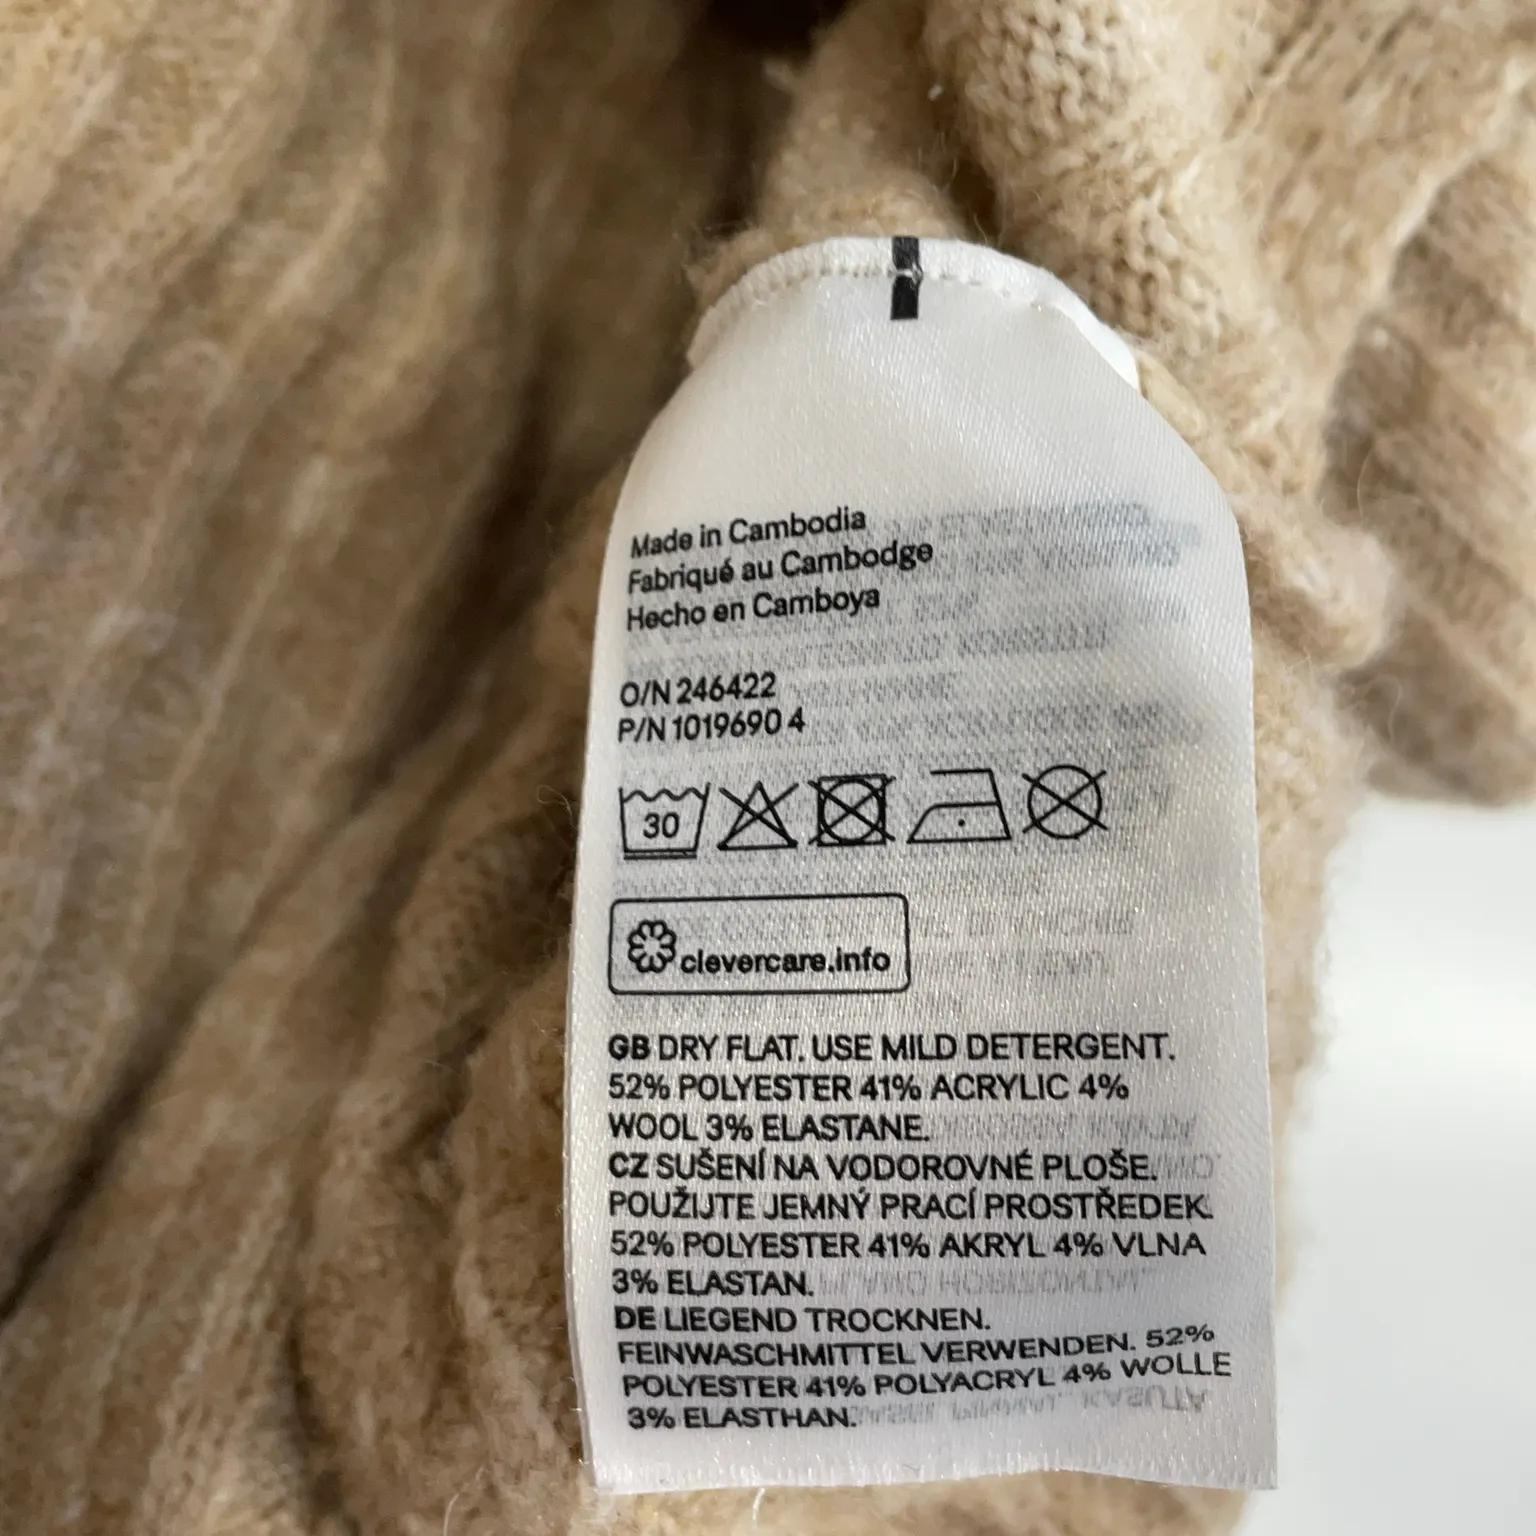 Made in Cambodia
Fabriqué au Cambodge
Hecho en Camboya
O/N 246422
P/N 1019690 4
30
clevercare.info
GB DRY FLAT. USE MILD DETERGENT.
52% POLYESTER 41% ACRYLIC 4%
WOOL 3% ELASTANE.
CZ SUŠENÍ NA VODOROVNÉ PLOŠE.
POUŽIJTE JEMNÝ PRACÍ PROSTŘEDEK.
52% POLYESTER 41% AKRYL 4% VLNA
3% ELASTAN.
DE LIEGEND TROCKNEN.
FEINWASCHMITTEL VERWENDEN. 52%
POLYESTER 41% POLYACRYL 4% WOLLE
3% ELASTHAN.